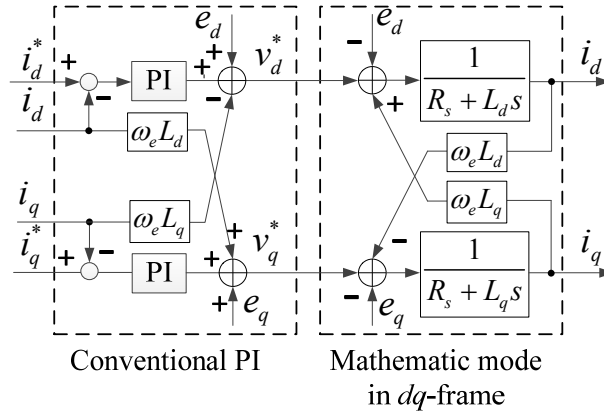 e_d
i_d^* + + + v_d^* - e_d i_d
- PI + - + 1 / (R_s + L_d s)
i_d
ω_e L_d
ω_e L_d
i_q
ω_e L_q
ω_e L_q
i_q^* + - PI + + v_q^* - 1 / (R_s + L_q s) i_q
+ e_q - e_q
Conventional PI
Mathematic mode
in dq-frame